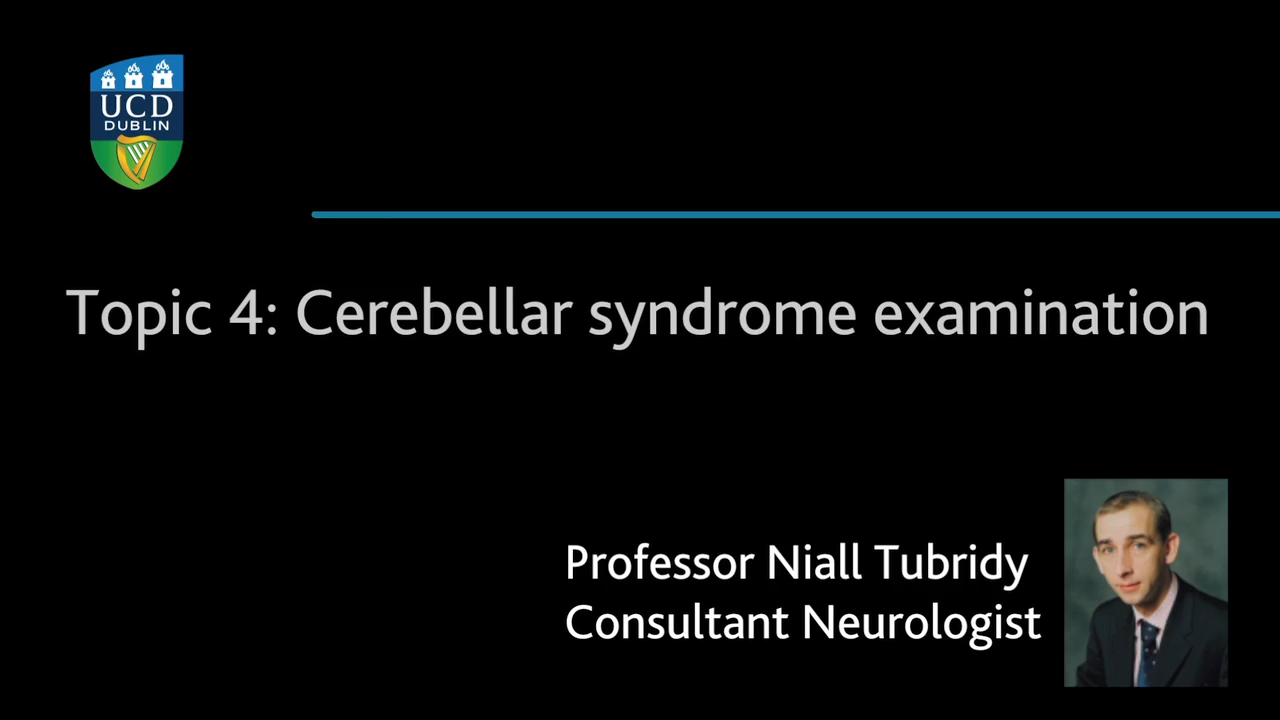 UCD
DUBLIN
Topic 4: Cerebellar syndrome examination
Professor Niall Tubridy
Consultant Neurologist